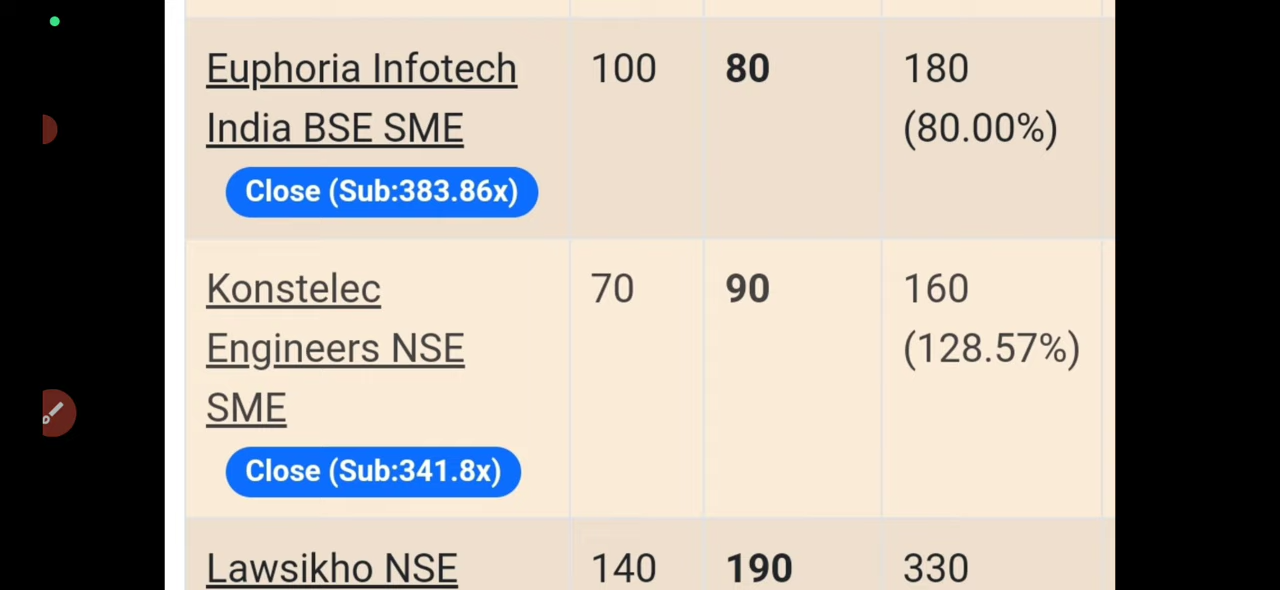 Euphoria Infotech 100 80 180
India BSE SME (80.00%)
Close (Sub:383.86x)
Konstelec 70 90 160
Engineers NSE (128.57%)
SME
Close (Sub:341.8x)
Lawsikho NSE 140 190 330